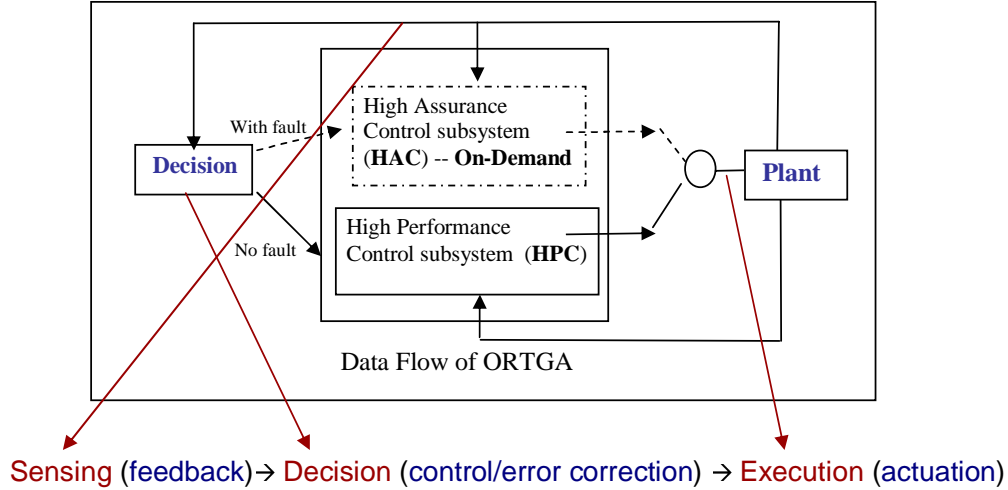 High Assurance
Control subsystem
(HAC) -- On-Demand
With fault
Decision
Plant
No fault
High Performance
Control subsystem (HPC)
Data Flow of ORTGA
Sensing (feedback)→ Decision (control/error correction) → Execution (actuation)